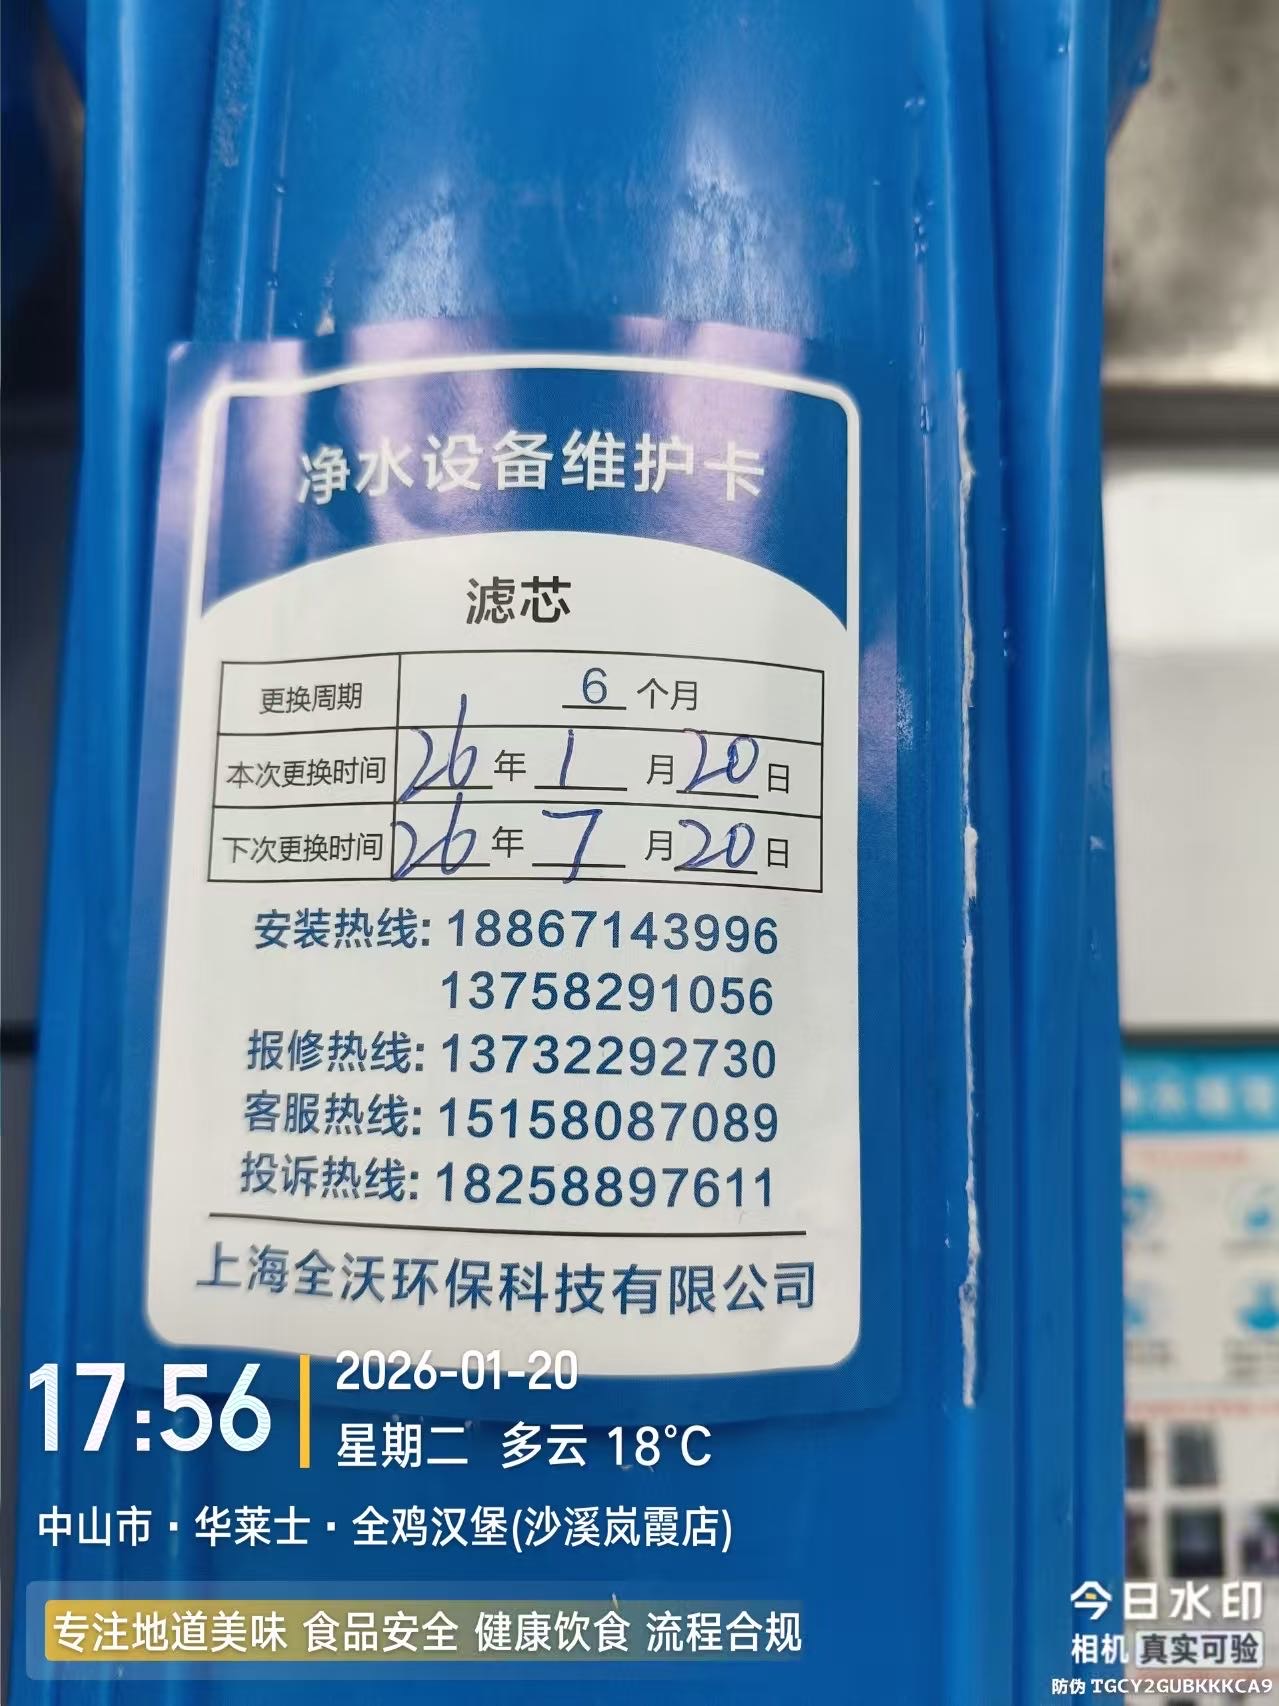 净水设备维护卡
滤芯
更换周期 6 个月
本次更换时间 26 年 1 月 20 日
下次更换时间 26 年 7 月 20 日
安装热线: 18867143996
13758291056
报修热线: 13732292730
客服热线: 15158087089
投诉热线: 18258897611
上海全沃环保科技有限公司
17:56
2026-01-20
星期二 多云 18℃
中山市·华莱士·全鸡汉堡(沙溪岚霞店)
专注地道美味 食品安全 健康饮食 流程合规
今日水印
相机 真实可验
防伪 TGCY2GUBKKKCA9